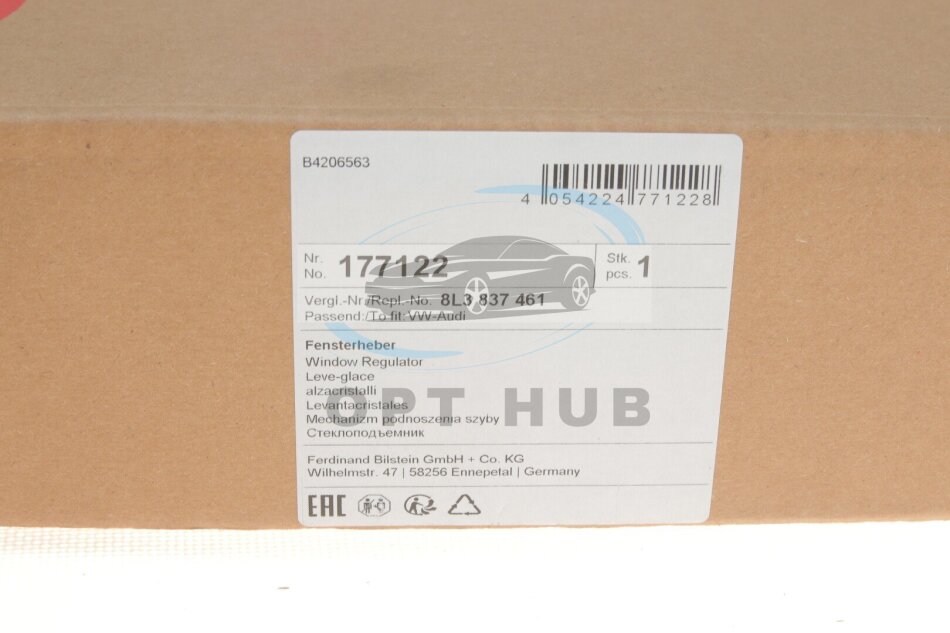 B4206563
4 054224 771228
Nr.
No. 177122
Stk.
pcs. 1
Vergl.-Nr./Repl.-No. 8L3 837 461
Passend:/To fit: VW-Audi
Fensterheber
Window Regulator
Leve-glace
alzacristalli
Levantacristales
OPT HUB
Mechanizm podnoszenia szyby
Стеклоподъемник
Ferdinand Bilstein GmbH + Co. KG
Wilhelmstr. 47 | 58256 Ennepetal | Germany
EAC